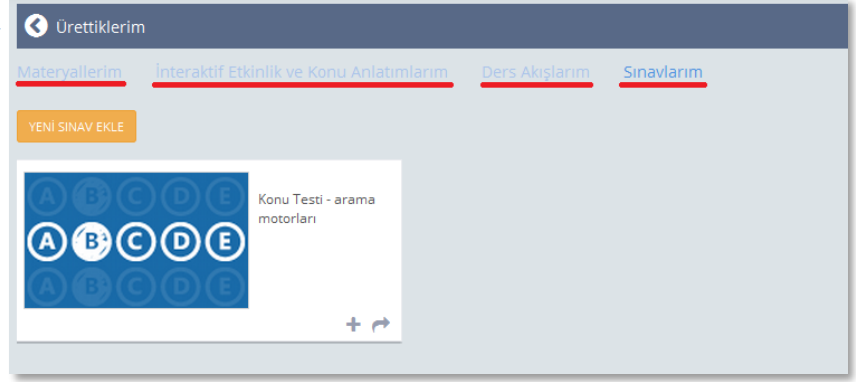 Ürettiklerim
Materyallerim İnteraktif Etkinlik ve Konu Anlatımlarım Ders Akışlarım Sınavlarım
YENİ SINAV EKLE
A B C D E
Konu Testi - arama
motorları
A B C D E
A B C D E